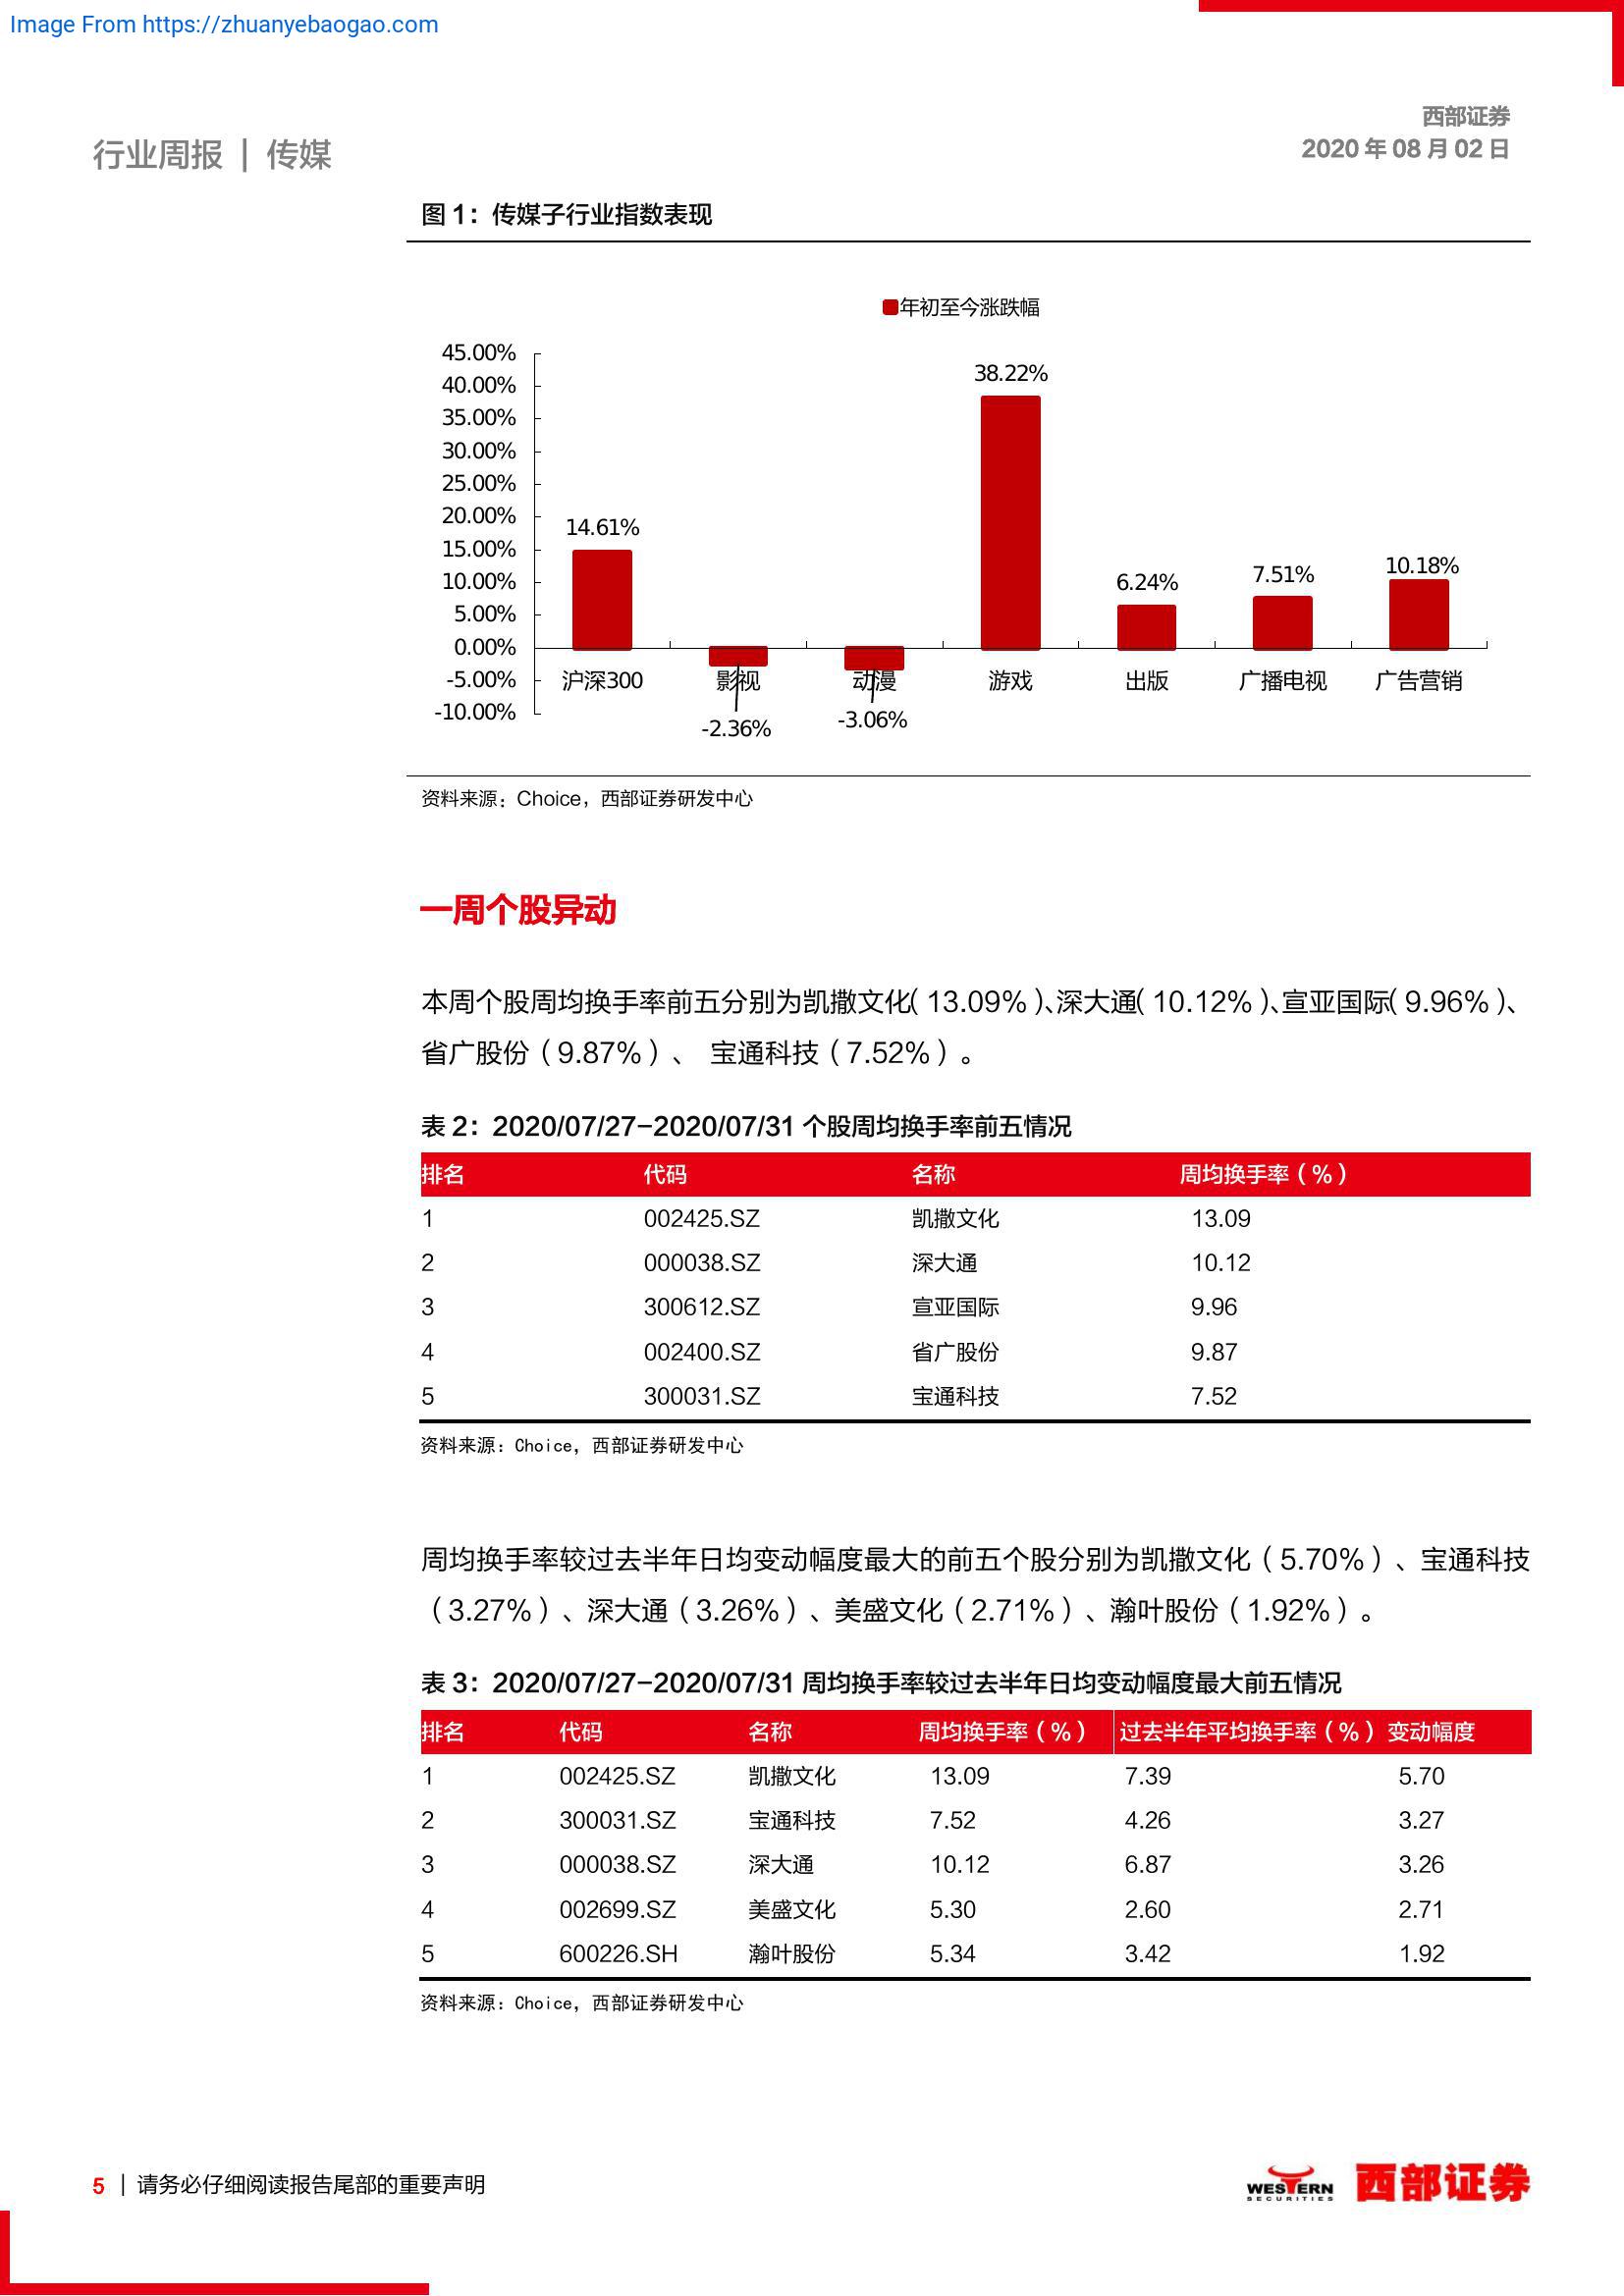 Image From https://zhuanyebaogao.com
西部证券
2020 年 08 月 02 日
行业周报 | 传媒
图 1：传媒子行业指数表现
年初至今涨跌幅
45.00%
40.00%
35.00%
30.00%
25.00%
20.00%
15.00%
10.00%
5.00%
0.00%
-5.00%
-10.00%
14.61%
-2.36%
-3.06%
38.22%
6.24%
7.51%
10.18%
沪深300 影视 动漫 游戏 出版 广播电视 广告营销
资料来源：Choice，西部证券研发中心
一周个股异动
本周个股周均换手率前五分别为凯撒文化（13.09%）、深大通（10.12%）、宣亚国际（9.96%）、
省广股份（9.87%）、 宝通科技（7.52%）。
表 2：2020/07/27-2020/07/31 个股周均换手率前五情况
排名 代码 名称 周均换手率（%）
1 002425.SZ 凯撒文化 13.09
2 000038.SZ 深大通 10.12
3 300612.SZ 宣亚国际 9.96
4 002400.SZ 省广股份 9.87
5 300031.SZ 宝通科技 7.52
资料来源：Choice，西部证券研发中心
周均换手率较过去半年日均变动幅度最大的前五个股分别为凯撒文化（5.70%）、宝通科技
（3.27%）、深大通（3.26%）、美盛文化（2.71%）、瀚叶股份（1.92%）。
表 3：2020/07/27-2020/07/31 周均换手率较过去半年日均变动幅度最大前五情况
排名 代码 名称 周均换手率（%） 过去半年平均换手率（%） 变动幅度
1 002425.SZ 凯撒文化 13.09 7.39 5.70
2 300031.SZ 宝通科技 7.52 4.26 3.27
3 000038.SZ 深大通 10.12 6.87 3.26
4 002699.SZ 美盛文化 5.30 2.60 2.71
5 600226.SH 瀚叶股份 5.34 3.42 1.92
资料来源：Choice，西部证券研发中心
5 | 请务必仔细阅读报告尾部的重要声明
WESTERN
SECURITIES
西部证券